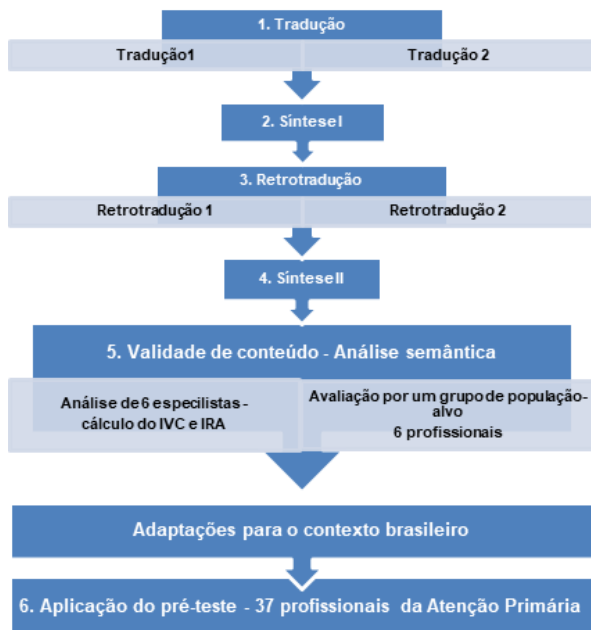 1. Tradução
Tradução1
Tradução 2
2. Síntese I
3. Retrotradução
Retrotradução 1
Retrotradução 2
4. Síntese II
5. Validade de conteúdo - Análise semântica
Análise de 6 especilistas -
cálculo do IVC e IRA
Avaliação por um grupo de população-
alvo
6 profissionais
Adaptações para o contexto brasileiro
6. Aplicação do pré-teste - 37 profissionais da Atenção Primária